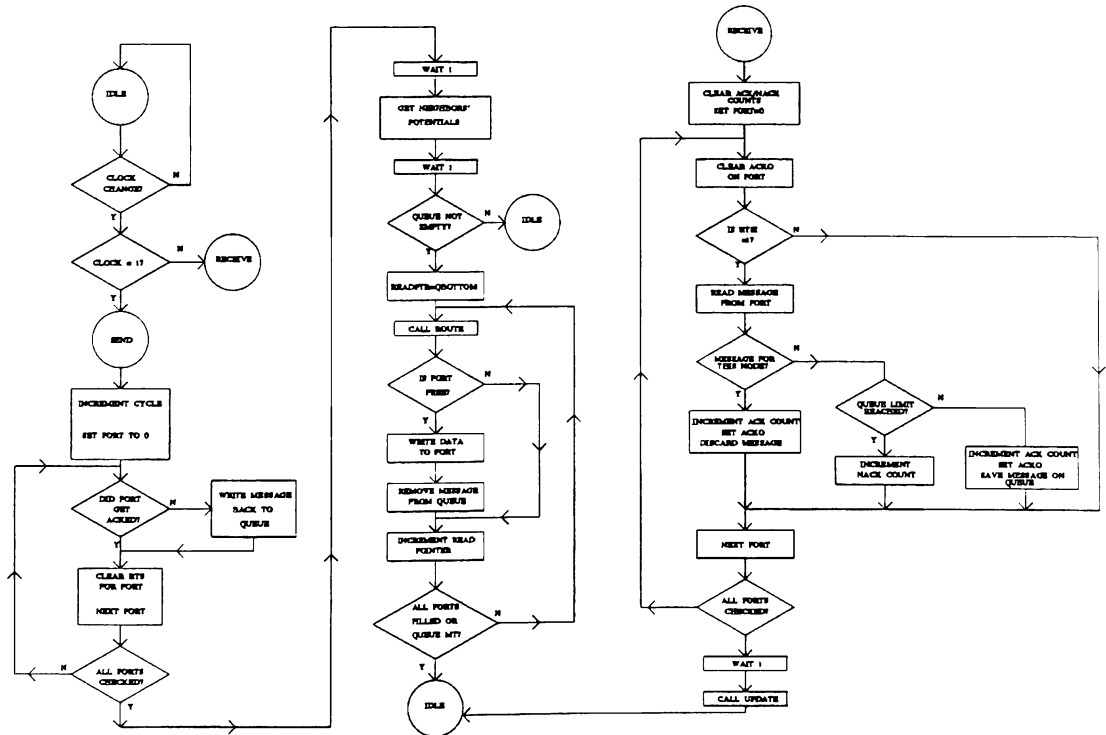 IDLE
CLOCK
CHANGE?
N
Y
CLOCK = 1?
N
RECEIVE
Y
SEND
INCREMENT CYCLE
SET PORT TO 0
DID PORT
GET
ACKED?
N
WRITE MESSAGE
BACK TO
QUEUE
Y
CLEAR RTS
FOR PORT
NEXT PORT
ALL PORTS
CHECKED?
N
Y
WAIT 1
GET NEIGHBORS'
POTENTIALS
WAIT 1
QUEUE NOT
EMPTY?
N
IDLE
Y
READPTR=QBOTTOM
CALL ROUTE
IS PORT
FREE?
N
Y
WRITE DATA
TO PORT
REMOVE MESSAGE
FROM QUEUE
INCREMENT READ
POINTER
ALL PORTS
FILLED OR
QUEUE MT?
N
Y
IDLE
RECEIVE
CLEAR ACK/NACK
COUNTS
SET PORT=0
CLEAR ACKO
ON PORT
IS
=1?
N
Y
READ MESSAGE
FROM PORT
MESSAGE FOR
THIS NODE?
N
Y
QUEUE LIMIT
REACHED?
N
Y
INCREMENT ACK COUNT
SET ACKO
DISCARD MESSAGE
INCREMENT
NACK COUNT
INCREMENT ACK COUNT
SET ACKO
SAVE MESSAGE ON
QUEUE
NEXT PORT
ALL PORTS
CHECKED?
WAIT 1
CALL UPDATE